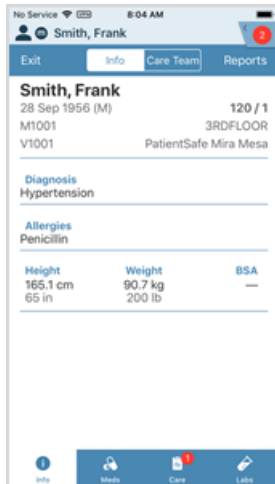 No Service 8:04 AM
Smith, Frank
2
Exit Info Care Team Reports
Smith, Frank
28 Sep 1956 (M) 120 / 1
M1001 3RDFLOOR
V1001 PatientSafe Mira Mesa
Diagnosis
Hypertension
Allergies
Penicillin
Height Weight BSA
165.1 cm 90.7 kg —
65 in 200 lb
1
Info Meds Care Labs